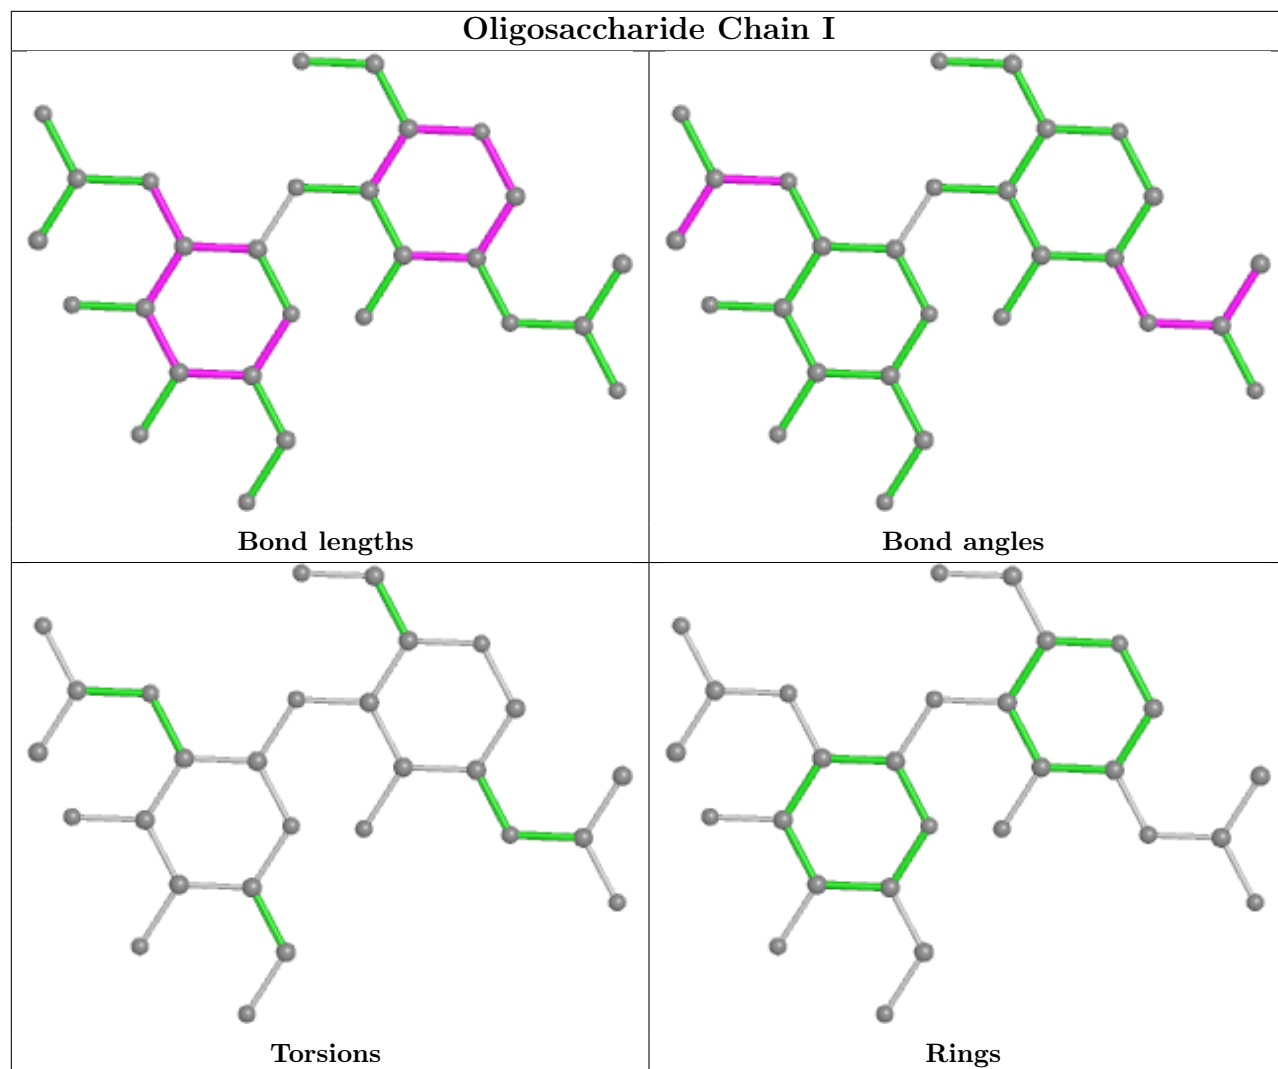 Oligosaccharide Chain I
Bond lengths
Bond angles
Torsions
Rings